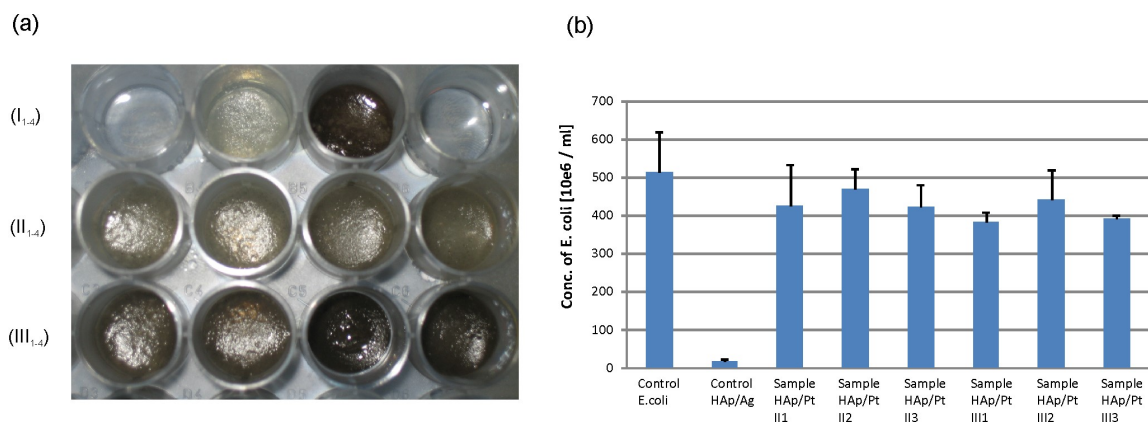 (a)
(I1-4)
(II1-4)
(III1-4)
(b)
Conc. of E. coli [10e6 / ml]
700
600
500
400
300
200
100
0
Control
E.coli
Control
HAp/Ag
Sample
HAp/Pt
II1
Sample
HAp/Pt
II2
Sample
HAp/Pt
II3
Sample
HAp/Pt
III1
Sample
HAp/Pt
III2
Sample
HAp/Pt
III3